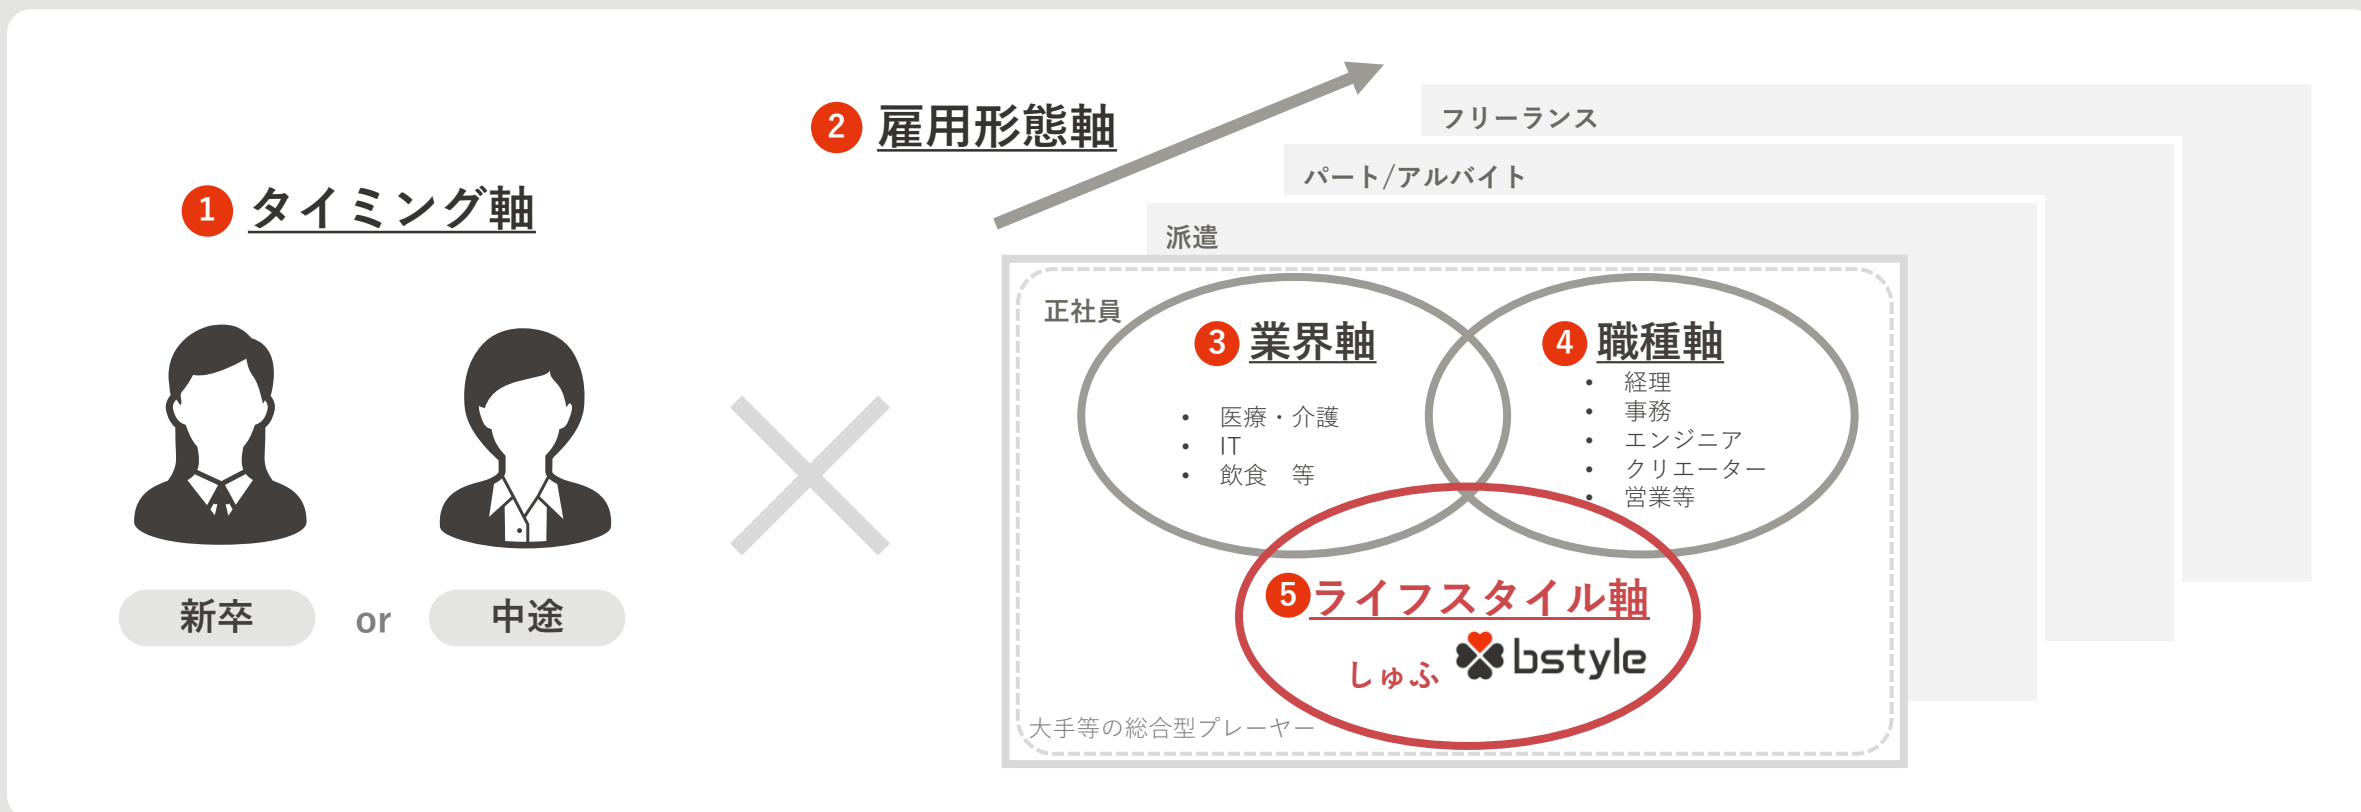 1 タイミング軸
新卒 or 中途
2 雇用形態軸
フリーランス
パート/アルバイト
派遣
正社員
3 業界軸
• 医療・介護
• IT
• 飲食　等
4 職種軸
• 経理
• 事務
• エンジニア
• クリエーター
• 営業等
5 ライフスタイル軸
しゅふ bstyle
大手等の総合型プレーヤー